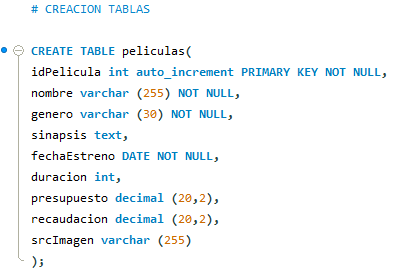 # CREACION TABLAS
CREATE TABLE peliculas(
idPelicula int auto_increment PRIMARY KEY NOT NULL,
nombre varchar (255) NOT NULL,
genero varchar (30) NOT NULL,
sinapsis text,
fechaEstreno DATE NOT NULL,
duracion int,
presupuesto decimal (20,2),
recaudacion decimal (20,2),
srcImagen varchar (255)
);